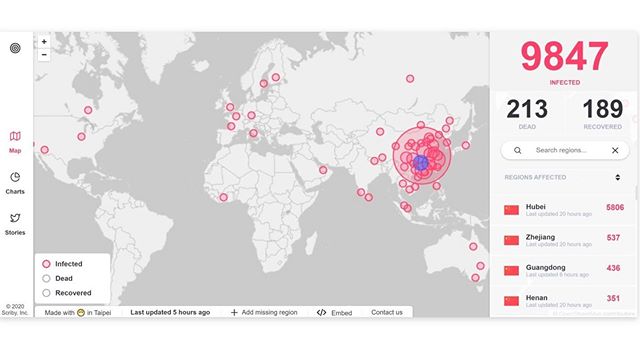 +
−
Map
Charts
Stories
© 2020
Scriby, Inc.
Infected
Dead
Recovered
Made with 😷 in Taipei
Last updated 5 hours ago
+ Add missing region
Embed
Contact us
9847
INFECTED
213
DEAD
189
RECOVERED
Search regions...
REGIONS AFFECTED
Hubei 5806
Last updated 20 hours ago
Zhejiang 537
Last updated 20 hours ago
Guangdong 436
Last updated 6 hours ago
Henan 351
Last updated 20 hours ago